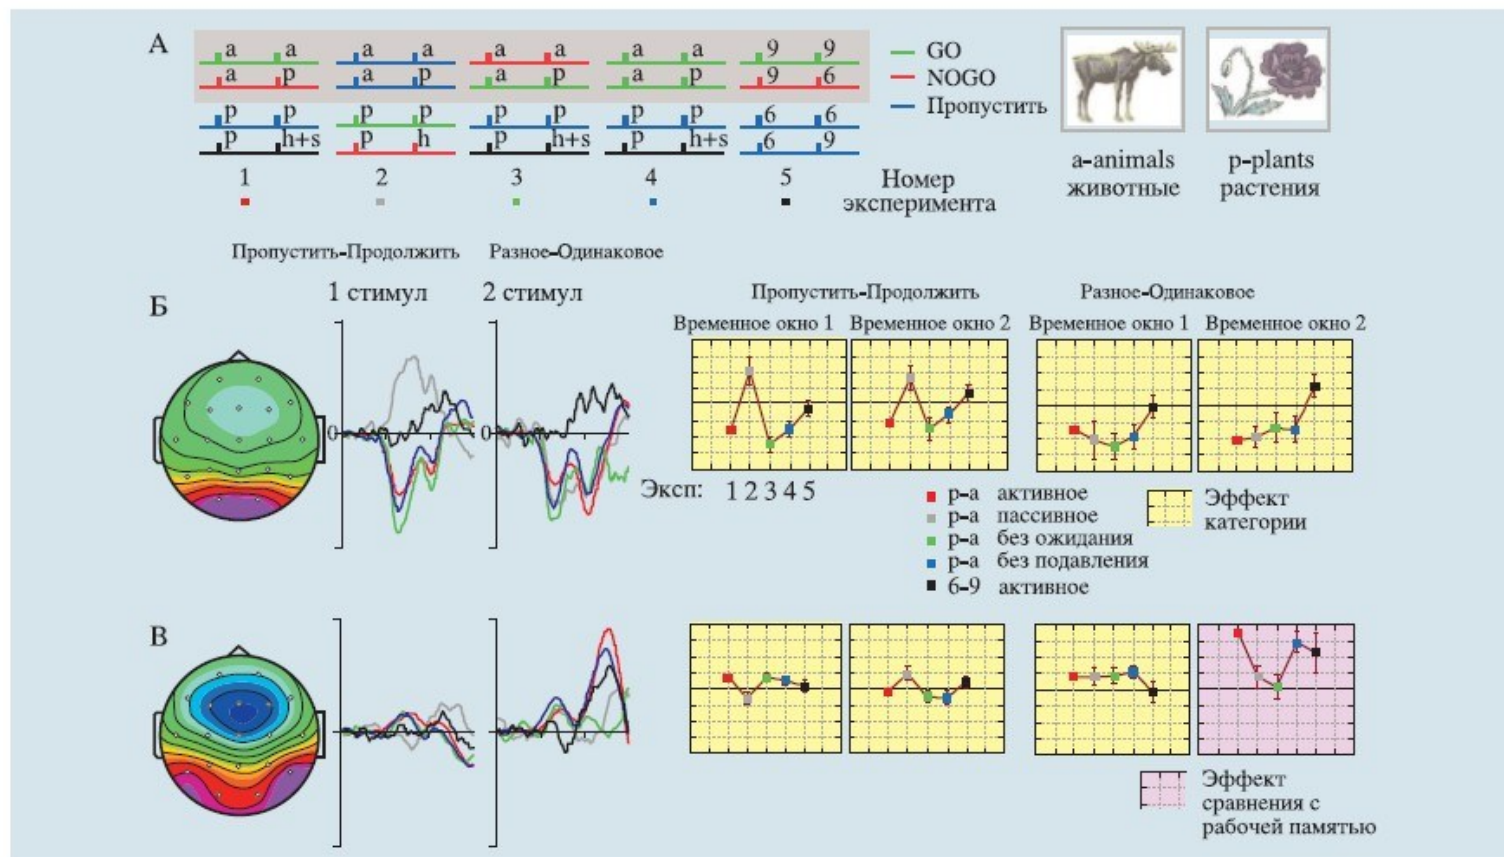 А
a a a a a a a a 9 9
GO
a p a p a p a p 9 6
NOGO
p p p p p p p p 6 6
Пропустить
p h+s p h p h+s p h+s 6 9
1 2 3 4 5
Номер
эксперимента
a-animals
животные
p-plants
растения
Пропустить-Продолжить
Разное-Одинаковое
1 стимул
2 стимул
Б
0
0
Пропустить-Продолжить
Разное-Одинаковое
Временное окно 1
Временное окно 2
Временное окно 1
Временное окно 2
Эксп: 1 2 3 4 5
p-a активное
p-a пассивное
p-a без ожидания
p-a без подавления
6-9 активное
Эффект
категории
В
Эффект
сравнения с
рабочей памятью